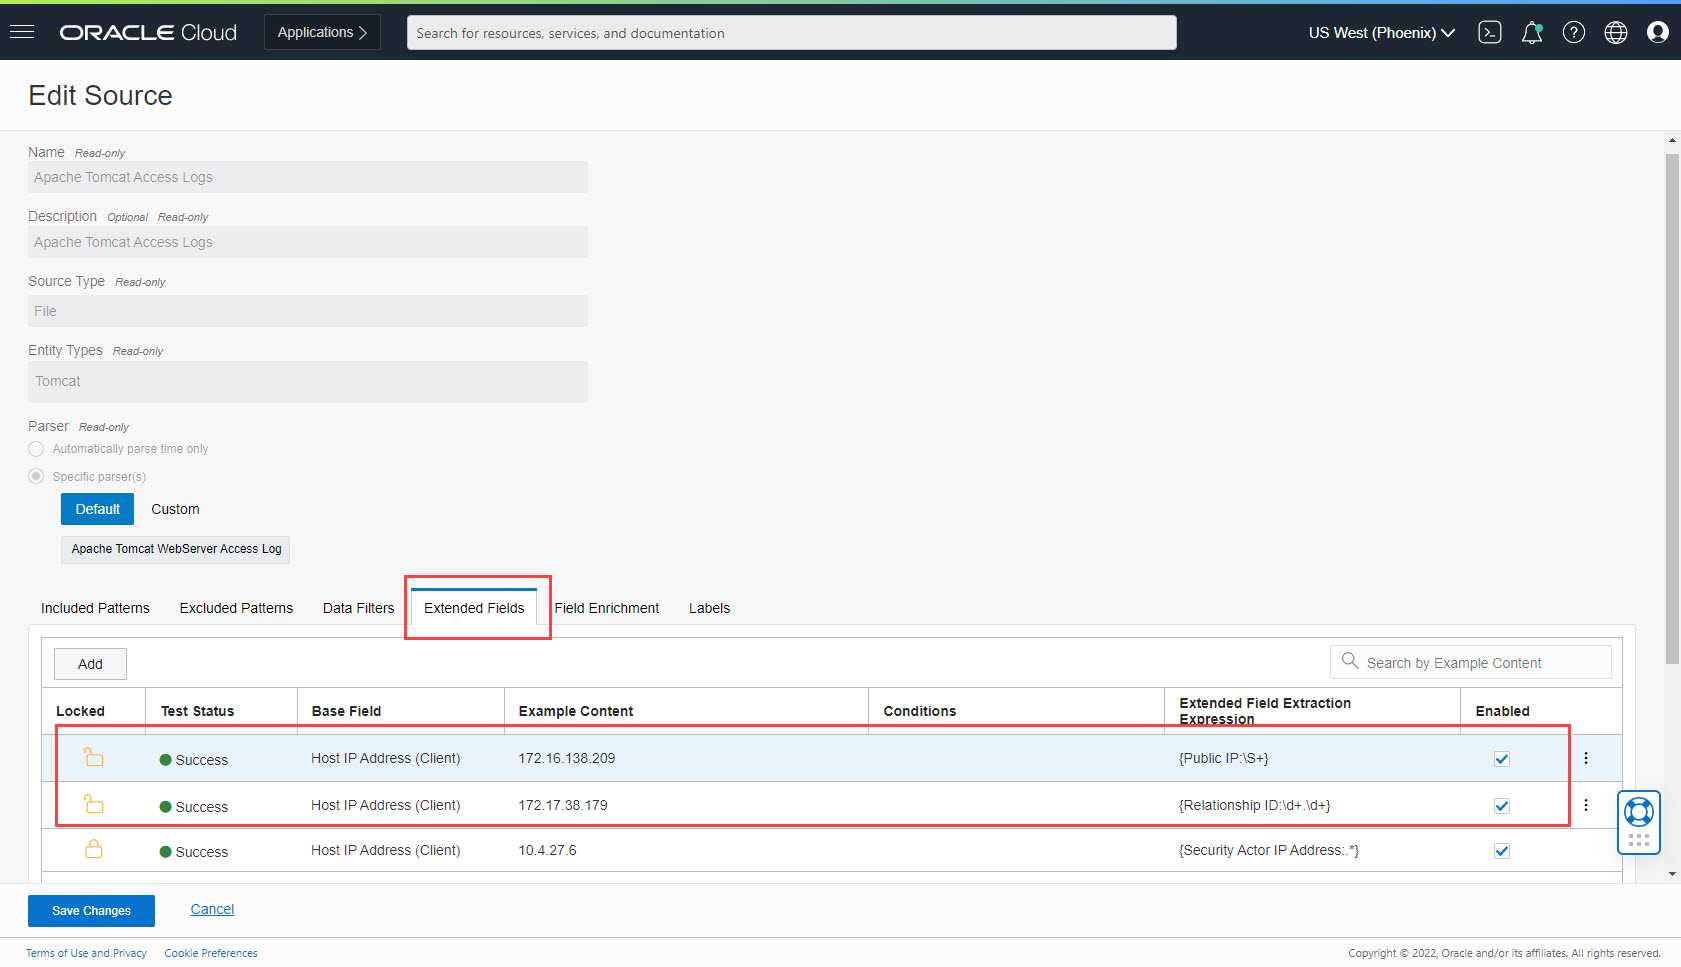 ORACLE Cloud
Applications
Search for resources, services, and documentation
US West (Phoenix)
Edit Source
Name Read-only
Apache Tomcat Access Logs
Description Optional Read-only
Apache Tomcat Access Logs
Source Type Read-only
File
Entity Types Read-only
Tomcat
Parser Read-only
Automatically parse time only
Specific parser(s)
Default Custom
Apache Tomcat WebServer Access Log
Included Patterns Excluded Patterns Data Filters Extended Fields Field Enrichment Labels
Add
Search by Example Content
Locked Test Status Base Field Example Content Conditions Extended Field Extraction Expression Enabled
Success Host IP Address (Client) 172.16.138.209 {Public IP:\S+}
Success Host IP Address (Client) 172.17.38.179 {Relationship ID:\d+.\d+}
Success Host IP Address (Client) 10.4.27.6 {Security Actor IP Address:.*}
Save Changes Cancel
Terms of Use and Privacy Cookie Preferences
Copyright © 2022, Oracle and/or its affiliates. All rights reserved.